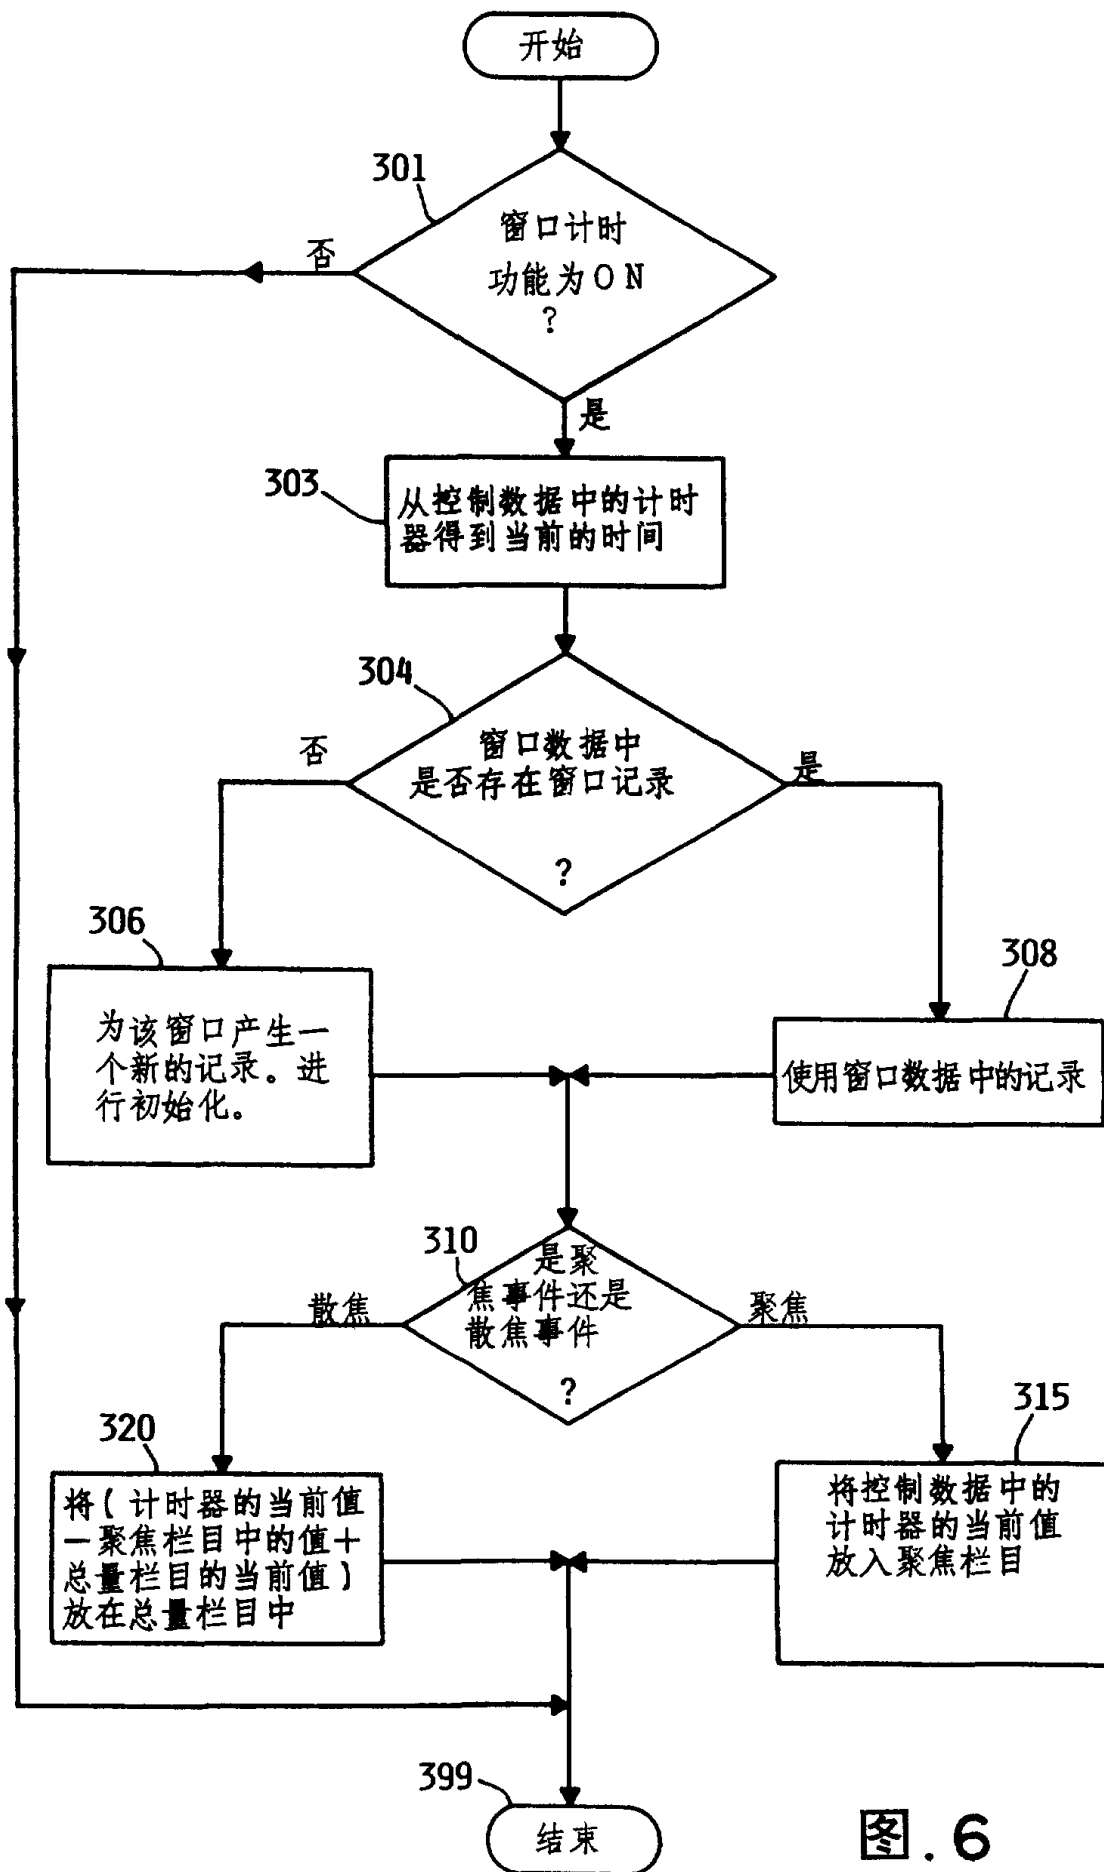 开始
301
窗口计时
功能为ON
?
否
是
303
从控制数据中的计时
器得到当前的时间
304
窗口数据中
是否存在窗口记录
?
否
是
306
为该窗口产生一
个新的记录。进
行初始化。
308
使用窗口数据中的记录
310
是聚
焦事件还是
散焦事件
?
散焦
聚焦
320
将(计时器的当前值
－聚焦栏目中的值＋
总量栏目的当前值)
放在总量栏目中
315
将控制数据中的
计时器的当前值
放入聚焦栏目
399
结束
图.6